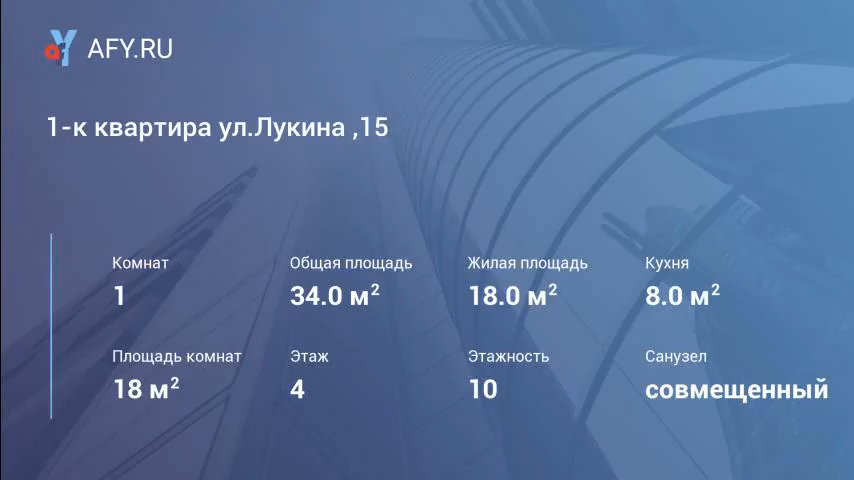 AFY.RU
1-к квартира ул.Лукина ,15
Комнат
1
Общая площадь
34.0 м²
Жилая площадь
18.0 м²
Кухня
8.0 м²
Площадь комнат
18 м²
Этаж
4
Этажность
10
Санузел
совмещенный